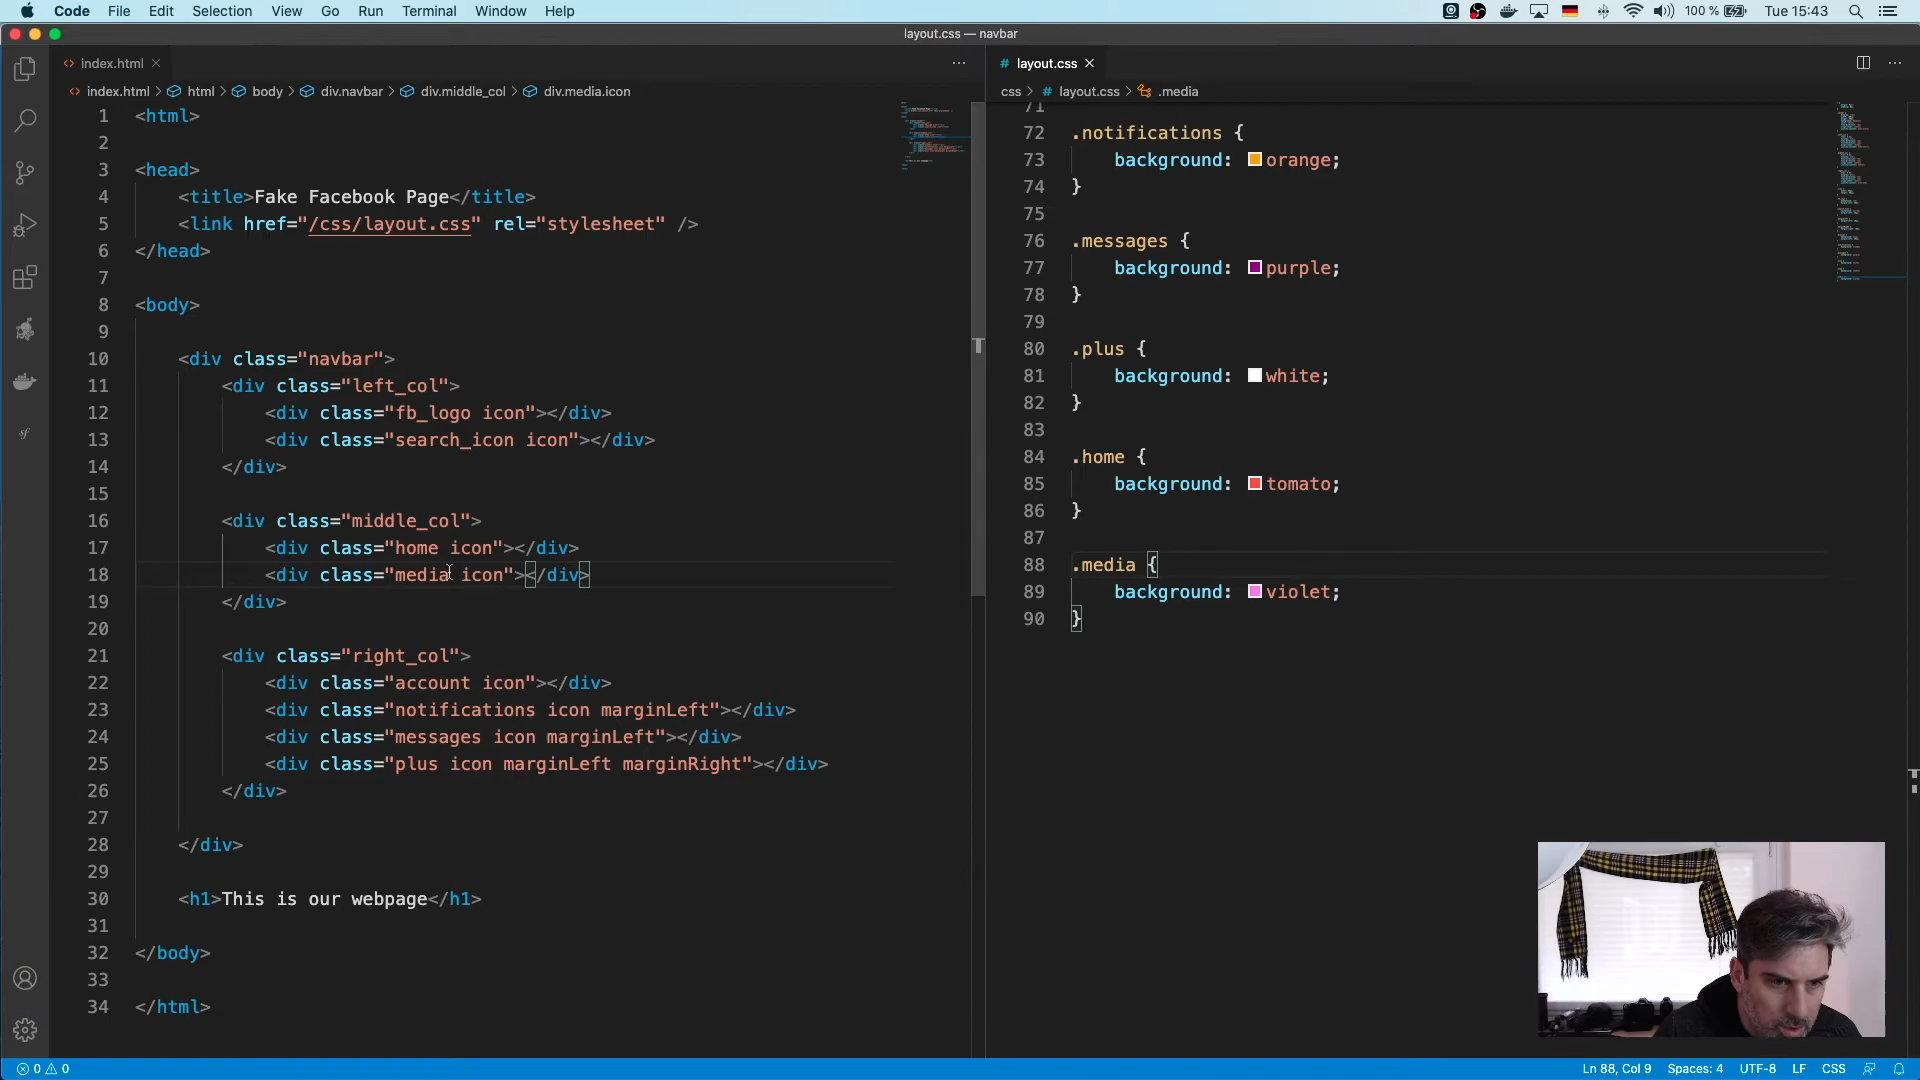 Code File Edit Selection View Go Run Terminal Window Help 100 % Tue 15:43
layout.css — navbar
index.html
index.html > html > body > div.navbar > div.middle_col > div.media.icon
1 <html>
2
3 <head>
4 <title>Fake Facebook Page</title>
5 <link href="/css/layout.css" rel="stylesheet" />
6 </head>
7
8 <body>
9
10 <div class="navbar">
11 <div class="left_col">
12 <div class="fb_logo icon"></div>
13 <div class="search_icon icon"></div>
14 </div>
15
16 <div class="middle_col">
17 <div class="home icon"></div>
18 <div class="media icon"></div>
19 </div>
20
21 <div class="right_col">
22 <div class="account icon"></div>
23 <div class="notifications icon marginLeft"></div>
24 <div class="messages icon marginLeft"></div>
25 <div class="plus icon marginLeft marginRight"></div>
26 </div>
27
28 </div>
29
30 <h1>This is our webpage</h1>
31
32 </body>
33
34 </html>
# layout.css
css > # layout.css > .media
71
72 .notifications {
73 background: orange;
74 }
75
76 .messages {
77 background: purple;
78 }
79
80 .plus {
81 background: white;
82 }
83
84 .home {
85 background: tomato;
86 }
87
88 .media {
89 background: violet;
90 }
0 0 Ln 88, Col 9 Spaces: 4 UTF-8 LF CSS